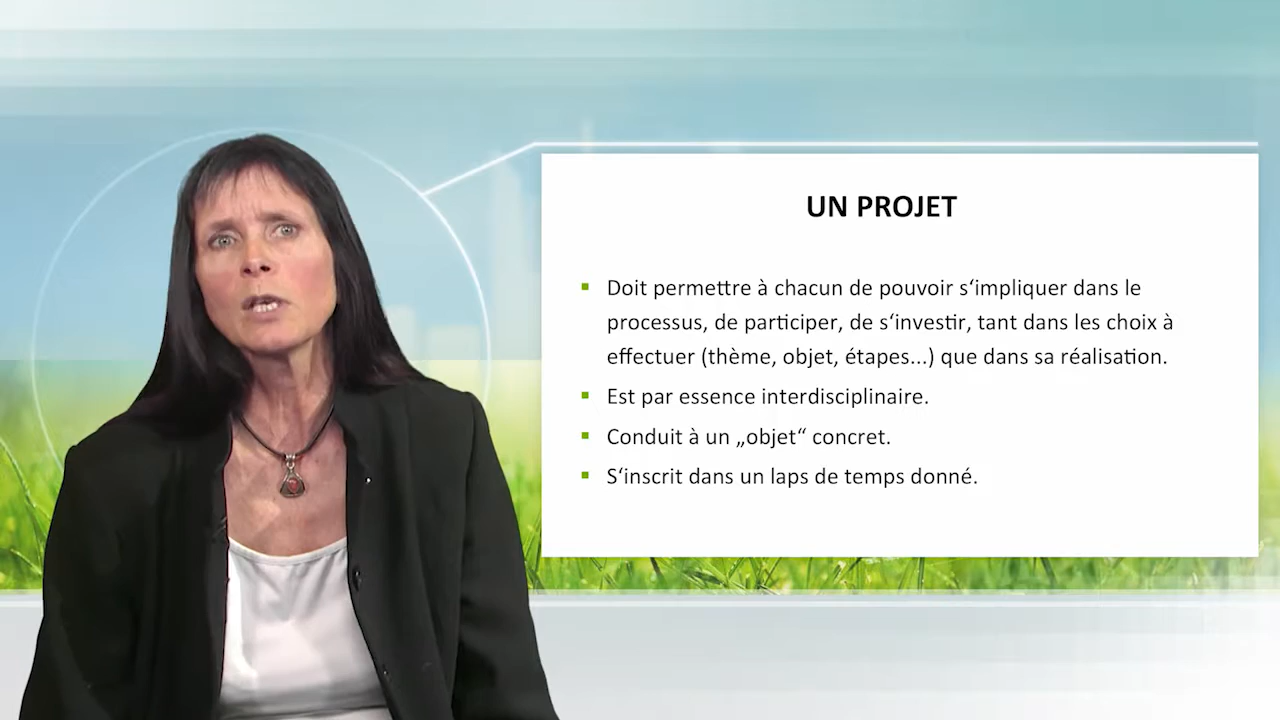 UN PROJET
▪ Doit permettre à chacun de pouvoir s‘impliquer dans le
processus, de participer, de s‘investir, tant dans les choix à
effectuer (thème, objet, étapes...) que dans sa réalisation.
▪ Est par essence interdisciplinaire.
▪ Conduit à un „objet“ concret.
▪ S‘inscrit dans un laps de temps donné.